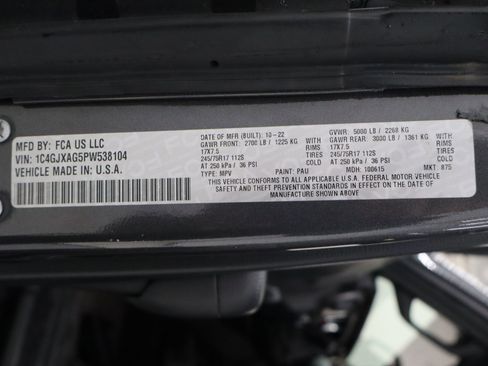 MFD BY: FCA US LLC
VIN: 1C4GJXAG5PW538104
VEHICLE MADE IN: U.S.A.
DATE OF MFR (BUILT): 10-22 GVWR: 5000 LB / 2268 KG
GAWR FRONT: 2700 LB / 1225 KG WITH GAWR REAR: 3000 LB / 1361 KG WITH
17X7.5 RIMS 17X7.5 RIMS
245/75R17 112S TIRES 245/75R17 112S TIRES
AT 250 kPa / 36 PSI COLD AT 250 kPa / 36 PSI COLD
TYPE: MPV PAINT: PAU MDH: 100615 MKT: 875
THIS VEHICLE CONFORMS TO ALL APPLICABLE U.S.A. FEDERAL MOTOR VEHICLE
SAFETY AND THEFT PREVENTION STANDARDS IN EFFECT ON THE DATE OF
MANUFACTURE SHOWN ABOVE